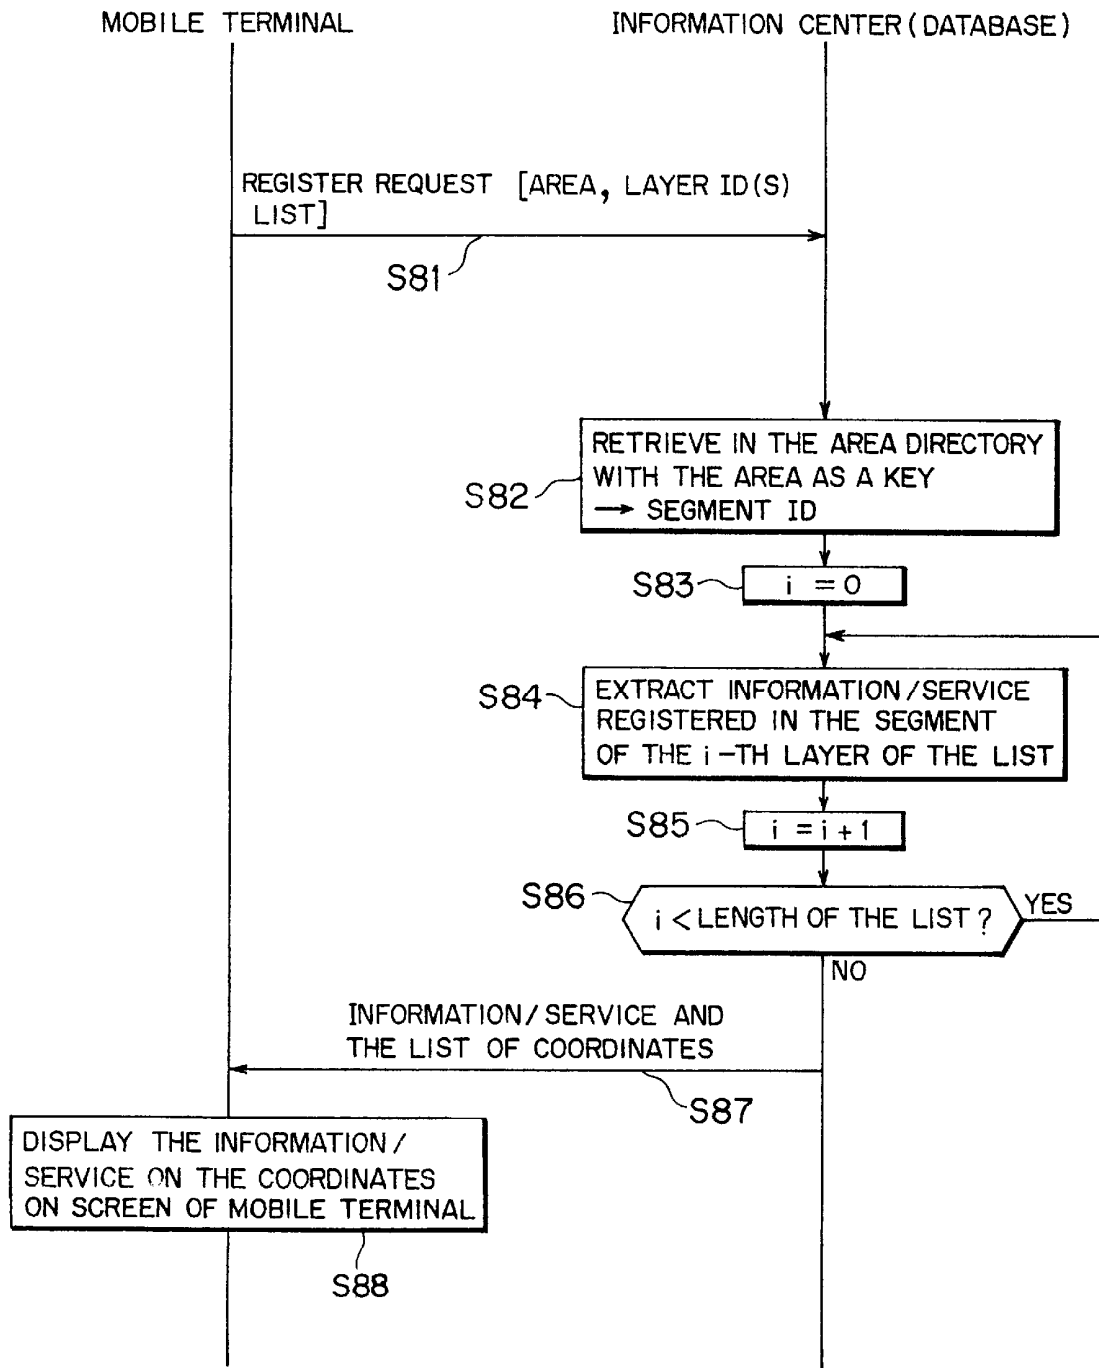 MOBILE TERMINAL
INFORMATION CENTER (DATABASE)
REGISTER REQUEST [AREA, LAYER ID(S)
LIST]
S81
RETRIEVE IN THE AREA DIRECTORY
WITH THE AREA AS A KEY
→ SEGMENT ID
S82
S83
i = 0
S84
EXTRACT INFORMATION/SERVICE
REGISTERED IN THE SEGMENT
OF THE i-TH LAYER OF THE LIST
S85
i = i + 1
S86
i < LENGTH OF THE LIST ?
YES
NO
INFORMATION/SERVICE AND
THE LIST OF COORDINATES
S87
DISPLAY THE INFORMATION/
SERVICE ON THE COORDINATES
ON SCREEN OF MOBILE TERMINAL
S88